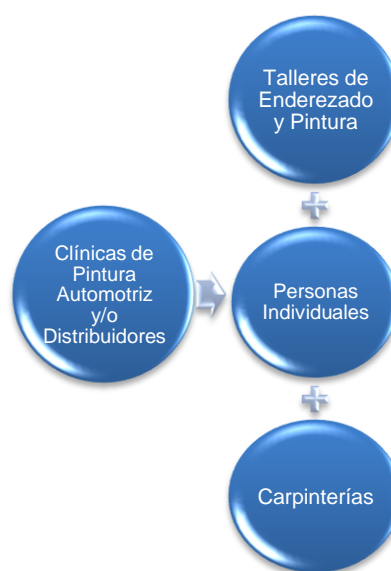 Talleres de
Enderezado
y Pintura
Clínicas de
Pintura
Automotriz
y/o
Distribuidores
Personas
Individuales
Carpinterías